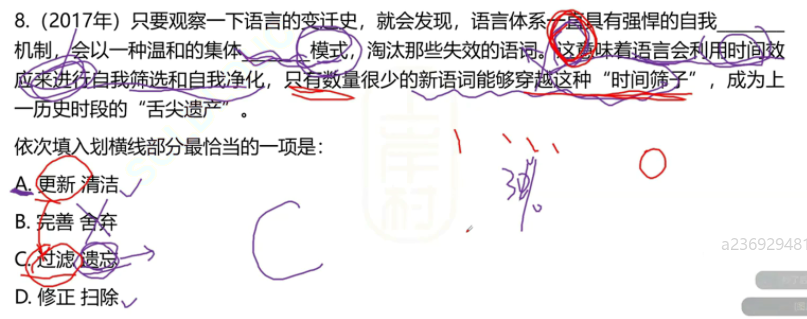 8.（2017年）只要观察一下语言的变迁史，就会发现，语言体系一直具有强悍的自我_______
机制，会以一种温和的集体_______模式，淘汰那些失效的语词。这意味着语言会利用时间效
应来进行自我筛选和自我净化，只有数量很少的新语词能够穿越这种“时间筛子”，成为上
一历史时段的“舌尖遗产”。
依次填入划横线部分最恰当的一项是：
A. 更新 清洁
B. 完善 舍弃
C. 过滤 遗忘
D. 修正 扫除
C
a236929481